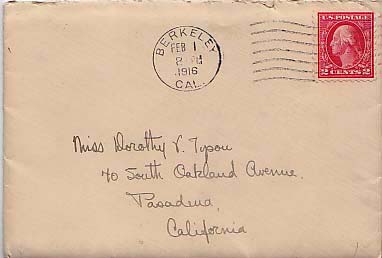 BERKELEY
FEB 1
2 PM
1916
CAL.
U.S. POSTAGE
2 CENTS 2
Miss Dorothy V. Tyson
70 South Oakland Avenue.
Pasadena,
California